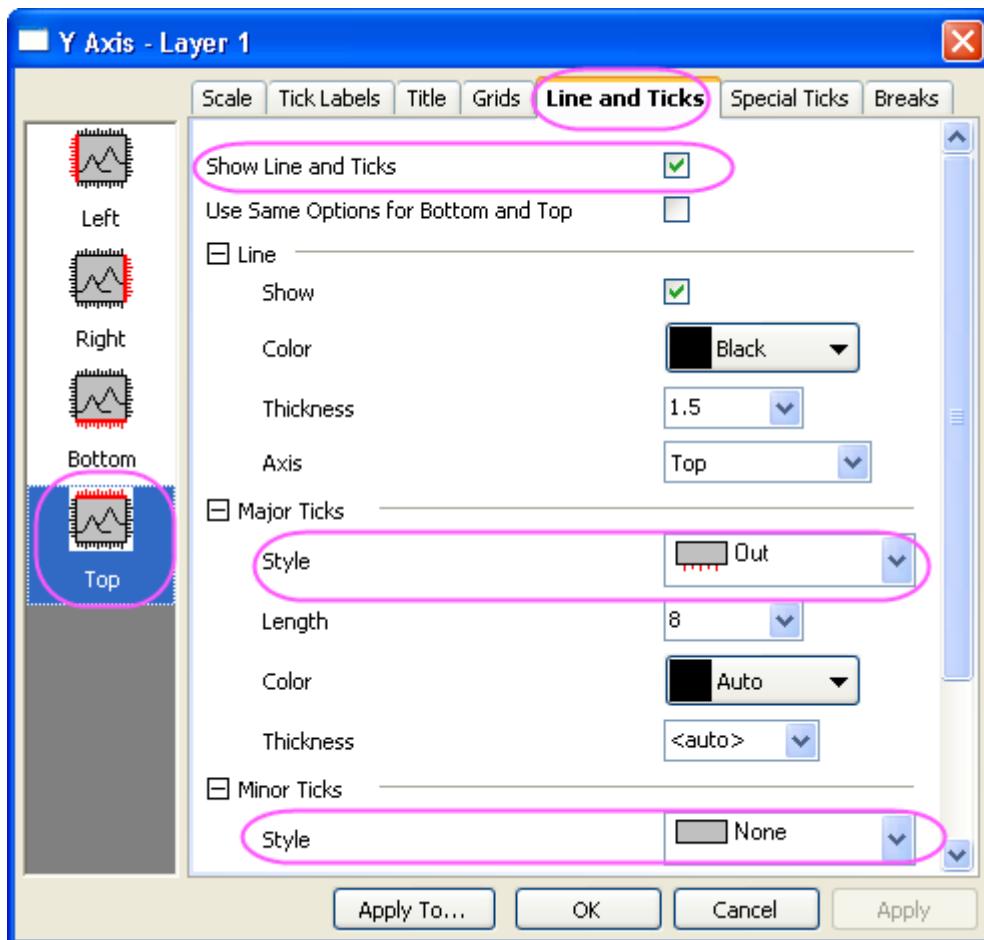 Y Axis - Layer 1
Scale Tick Labels Title Grids Line and Ticks Special Ticks Breaks
Left
Right
Bottom
Top
Show Line and Ticks
Use Same Options for Bottom and Top
Line
Show
Color Black
Thickness 1.5
Axis Top
Major Ticks
Style Out
Length 8
Color Auto
Thickness <auto>
Minor Ticks
Style None
Apply To... OK Cancel Apply